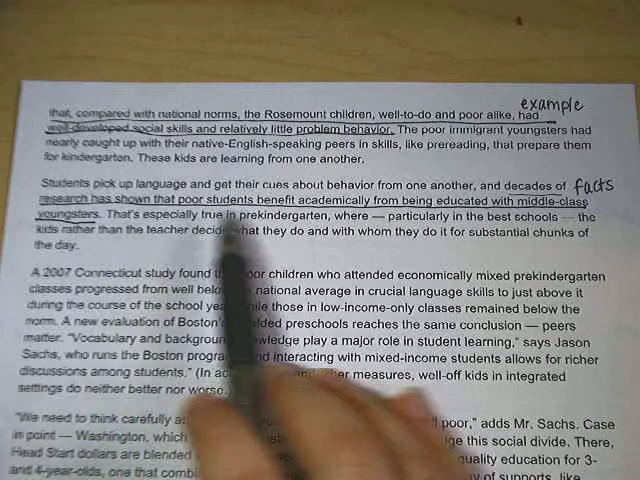 example
that, compared with national norms, the Rosemount children, well-to-do and poor alike, had
well-developed social skills and relatively little problem behavior. The poor immigrant youngsters had
nearly caught up with their native-English-speaking peers in skills, like prereading, that prepare them
for kindergarten. These kids are learning from one another.
Students pick up language and get their cues about behavior from one another, and decades of facts
research has shown that poor students benefit academically from being educated with middle-class
youngsters. That's especially true in prekindergarten, where — particularly in the best schools — the
kids rather than the teacher decide what they do and with whom they do it for substantial chunks of
the day.
A 2007 Connecticut study found poor children who attended economically mixed prekindergarten
classes progressed from well below national average in crucial language skills to just above it
during the course of the school while those in low-income-only classes remained below the
norm. A new evaluation of Boston's preschools reaches the same conclusion — peers
matter. "Vocabulary and background knowledge play a major role in student learning," says Jason
Sachs, who runs the Boston program and interacting with mixed-income students allows for richer
discussions among students." (In other measures, well-off kids in integrated
settings do neither better nor worse.
"We need to think carefully poor," adds Mr. Sachs. Case
in point — Washington, which this social divide. There,
Head Start dollars are blended quality education for 3-
and 4-year-olds, one that of supports, like